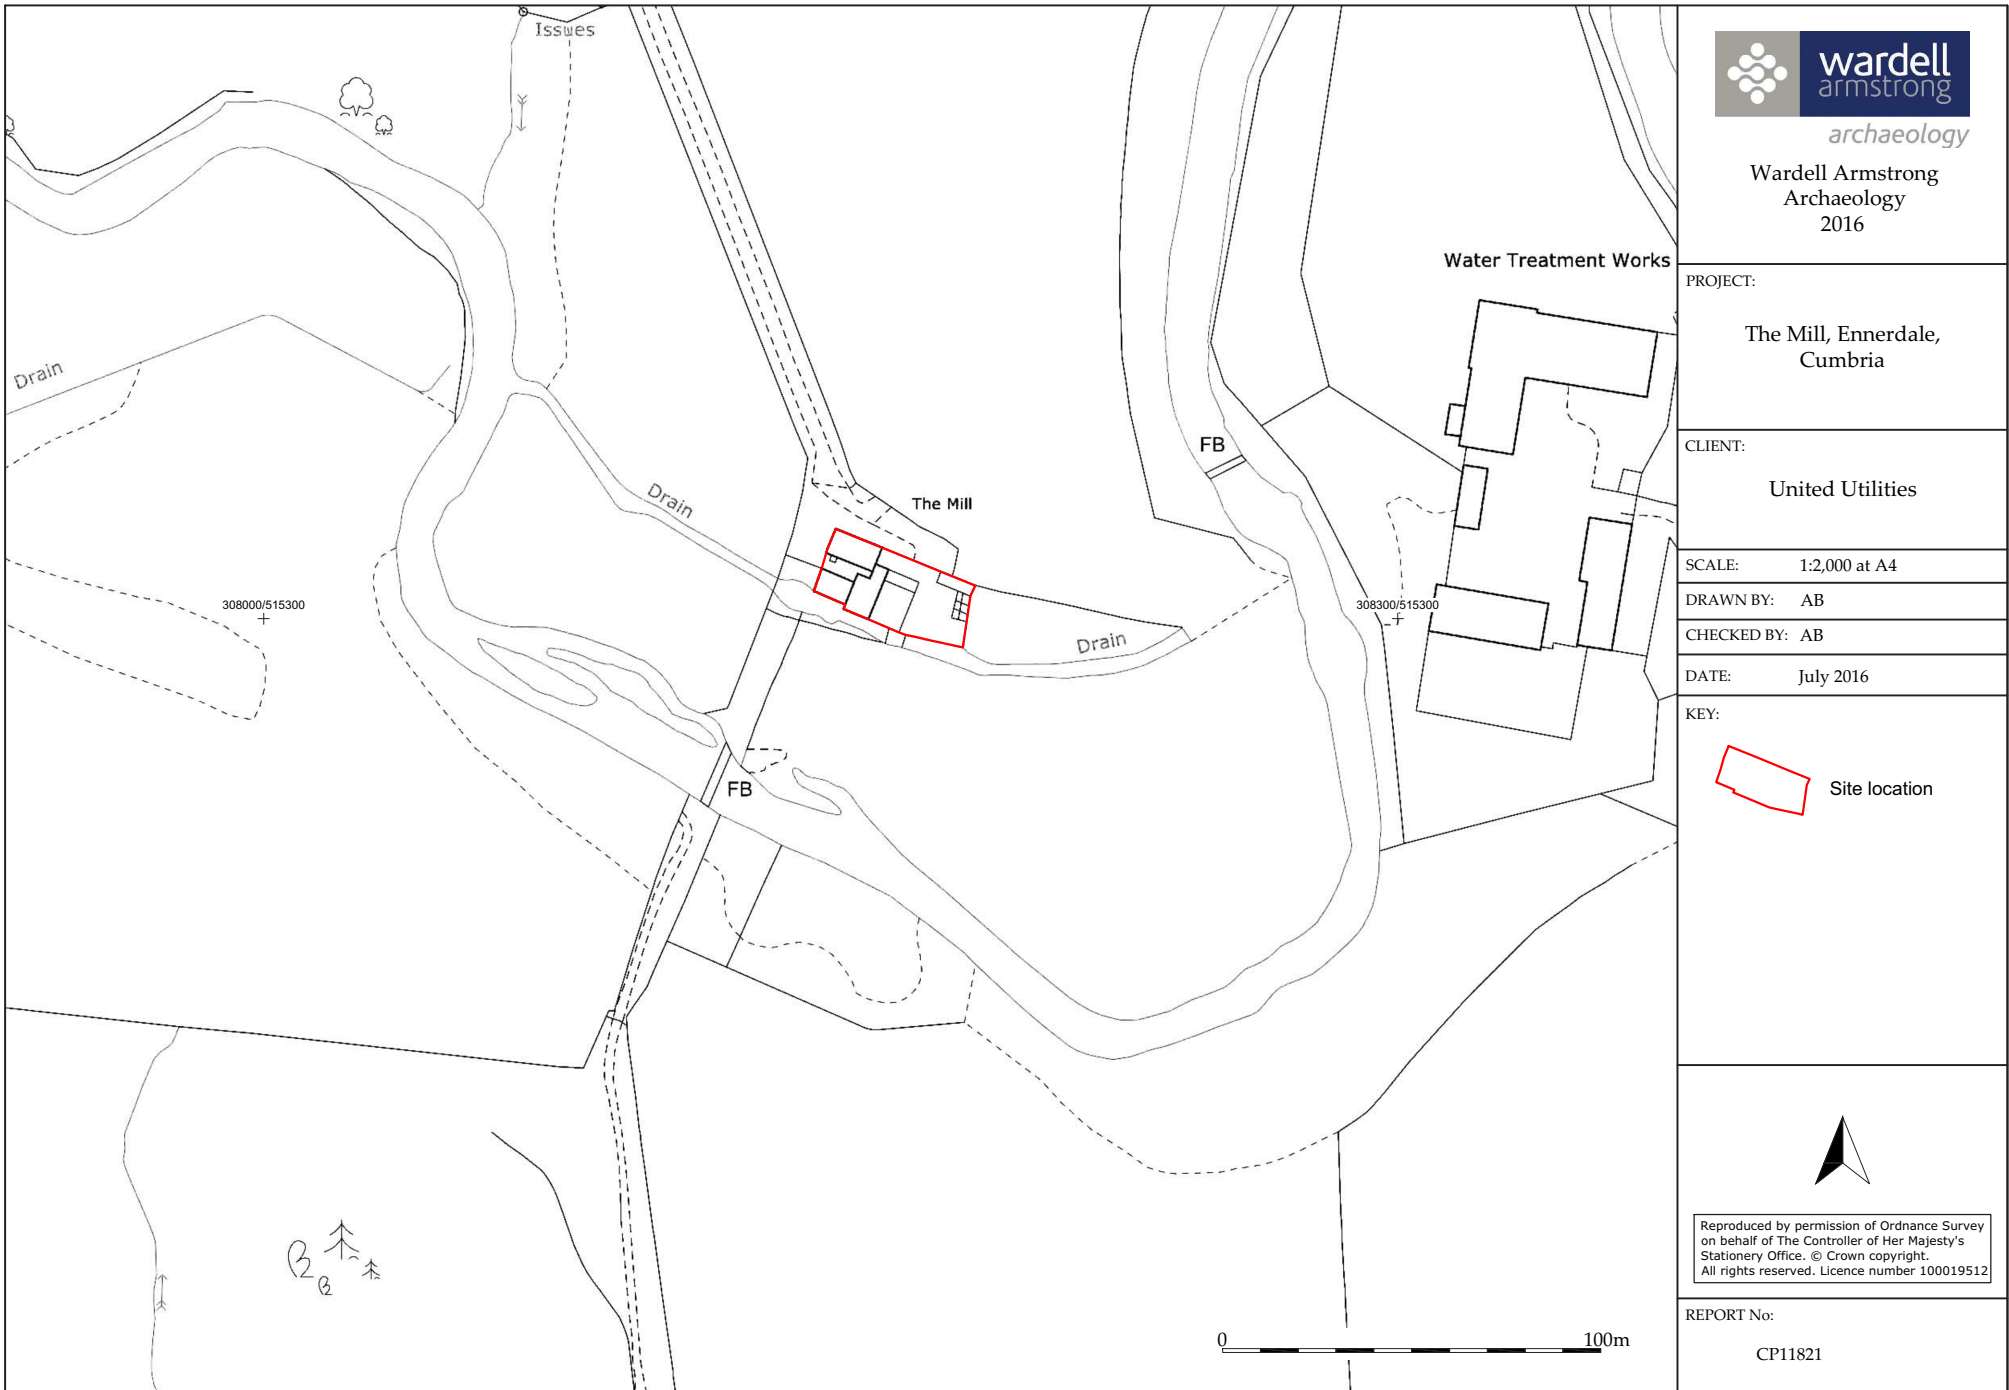 Issues
Drain
Drain
The Mill
FB
Water Treatment Works
308000/515300
308300/515300
Drain
FB
0 100m
wardell
armstrong
archaeology
Wardell Armstrong
Archaeology
2016
PROJECT:
The Mill, Ennerdale,
Cumbria
CLIENT:
United Utilities
SCALE: 1:2,000 at A4
DRAWN BY: AB
CHECKED BY: AB
DATE: July 2016
KEY:
Site location
Reproduced by permission of Ordnance Survey
on behalf of The Controller of Her Majesty's
Stationery Office. © Crown copyright.
All rights reserved. Licence number 100019512
REPORT No:
CP11821